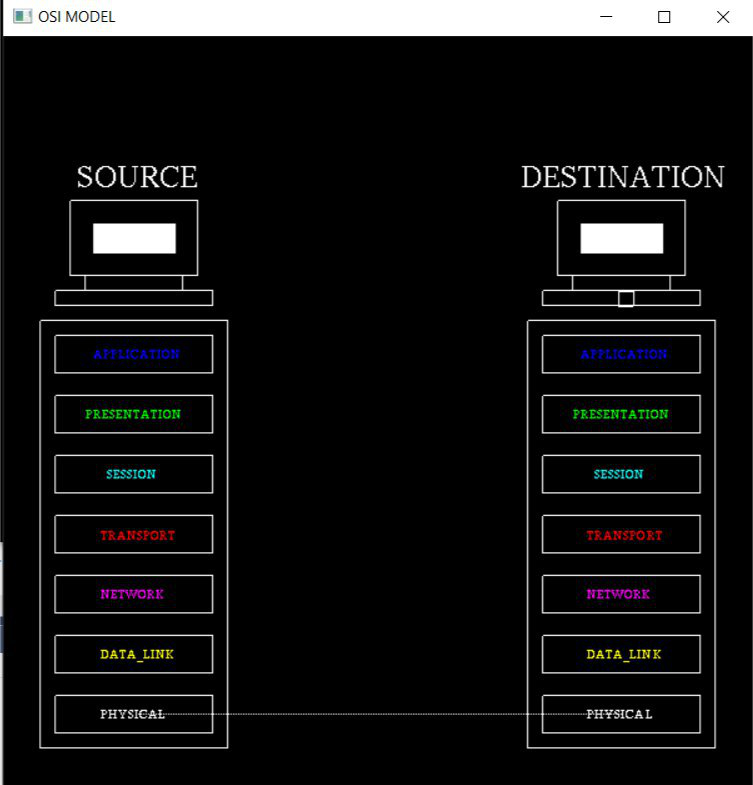 OSI MODEL
SOURCE
DESTINATION
APPLICATION
APPLICATION
PRESENTATION
PRESENTATION
SESSION
SESSION
TRANSPORT
TRANSPORT
NETWORK
NETWORK
DATA_LINK
DATA_LINK
PHYSICAL
PHYSICAL